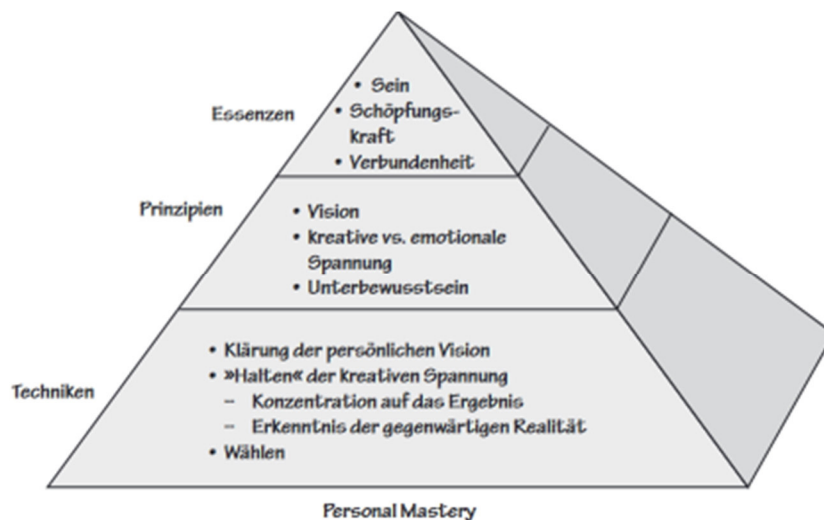 Essenzen
• Sein
• Schöpfungs-
kraft
• Verbundenheit
Prinzipien
• Vision
• kreative vs. emotionale
Spannung
• Unterbewusstsein
Techniken
• Klärung der persönlichen Vision
• »Halten« der kreativen Spannung
– Konzentration auf das Ergebnis
– Erkenntnis der gegenwärtigen Realität
• Wählen
Personal Mastery